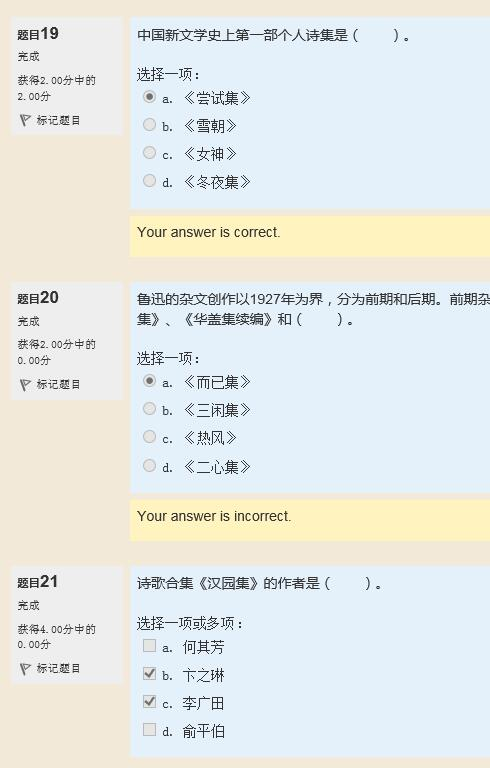 题目19
完成
获得2.00分中的
2.00分
标记题目
中国新文学史上第一部个人诗集是（　　）。
选择一项：
a. 《尝试集》
b. 《雪朝》
c. 《女神》
d. 《冬夜集》
Your answer is correct.
题目20
完成
获得2.00分中的
0.00分
标记题目
鲁迅的杂文创作以1927年为界，分为前期和后期。前期杂
集》、《华盖集续编》和（　　）。
选择一项：
a. 《而已集》
b. 《三闲集》
c. 《热风》
d. 《二心集》
Your answer is incorrect.
题目21
完成
获得4.00分中的
0.00分
标记题目
诗歌合集《汉园集》的作者是（　　）。
选择一项或多项：
a. 何其芳
b. 卞之琳
c. 李广田
d. 俞平伯